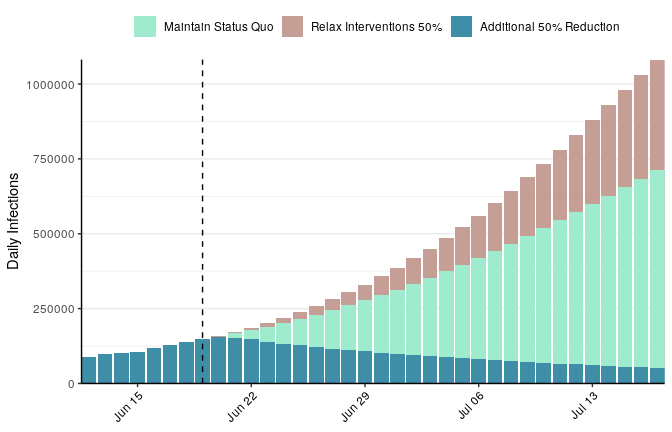 Maintain Status Quo Relax Interventions 50% Additional 50% Reduction
Daily Infections
1000000
750000
500000
250000
0
Jun 15 Jun 22 Jun 29 Jul 06 Jul 13